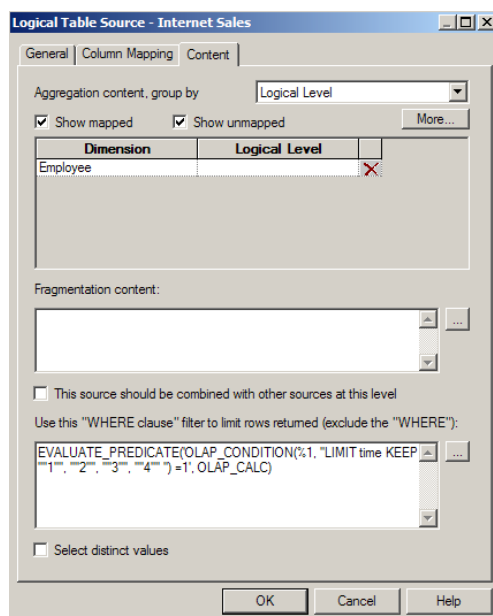 Logical Table Source - Internet Sales
General Column Mapping Content
Aggregation content, group by Logical Level
Show mapped Show unmapped More...
Dimension Logical Level
Employee
Fragmentation content:
...
This source should be combined with other sources at this level
Use this "WHERE clause" filter to limit rows returned (exclude the "WHERE"):
EVALUATE_PREDICATE('OLAP_CONDITION(%1, ''LIMIT time KEEP ...
''''1'''', ''''2'''', ''''3'''', ''''4'''' '') =1', OLAP_CALC)
Select distinct values
OK Cancel Help